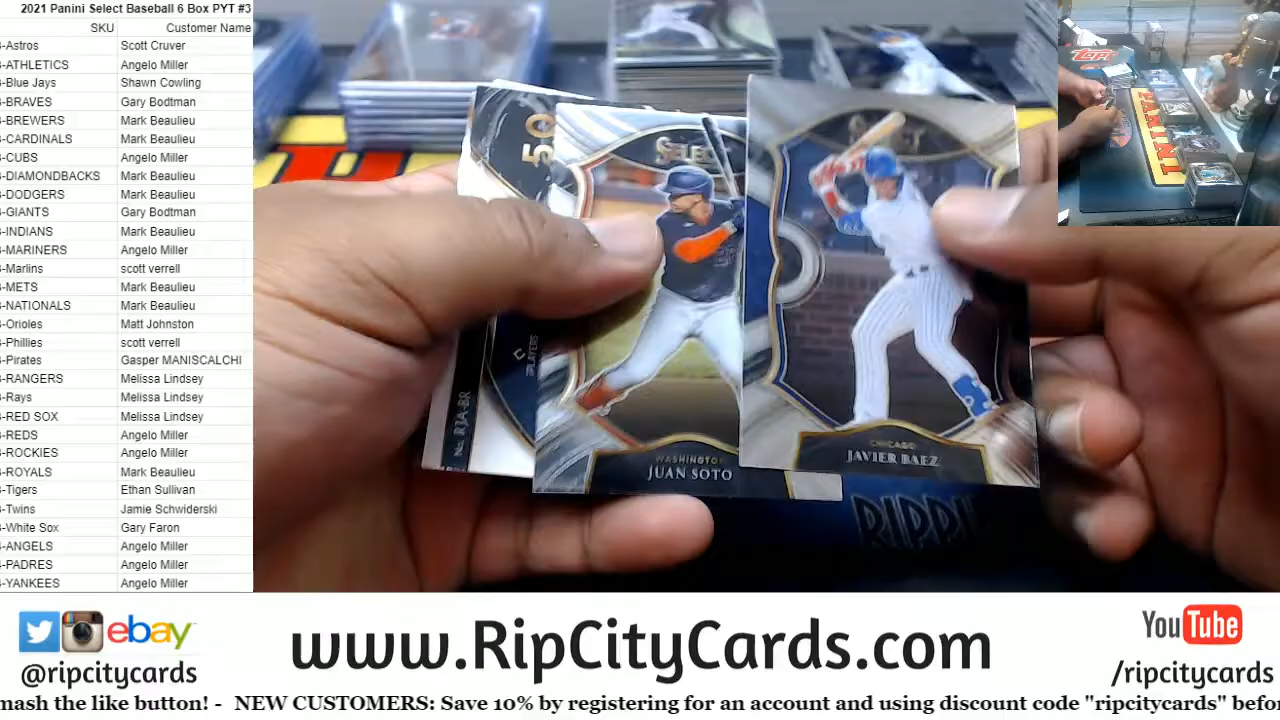 2021 Panini Select Baseball 6 Box PYT #3
SKU Customer Name
-Astros Scott Cruver
-ATHLETICS Angelo Miller
-Blue Jays Shawn Cowling
-BRAVES Gary Bodtman
-BREWERS Mark Beaulieu
-CARDINALS Mark Beaulieu
-CUBS Angelo Miller
-DIAMONDBACKS Mark Beaulieu
-DODGERS Mark Beaulieu
-GIANTS Gary Bodtman
-INDIANS Mark Beaulieu
-MARINERS Angelo Miller
-Marlins scott verrell
-METS Mark Beaulieu
-NATIONALS Mark Beaulieu
-Orioles Matt Johnston
-Phillies scott verrell
-Pirates Gasper MANISCALCHI
-RANGERS Melissa Lindsey
-Rays Melissa Lindsey
-RED SOX Melissa Lindsey
-REDS Angelo Miller
-ROCKIES Angelo Miller
-ROYALS Mark Beaulieu
-Tigers Ethan Sullivan
-Twins Jamie Schwiderski
-White Sox Gary Faron
-ANGELS Angelo Miller
-PADRES Angelo Miller
-YANKEES Angelo Miller
50
No. RJA-BR
SELECT
WASHINGTON
JUAN SOTO
CHICAGO
JAVIER BAEZ
RIPPI
Topps
PANINI
ebay
@ripcitycards
www.RipCityCards.com
YouTube
/ripcitycards
mash the like button! - NEW CUSTOMERS: Save 10% by registering for an account and using discount code "ripcitycards" befor